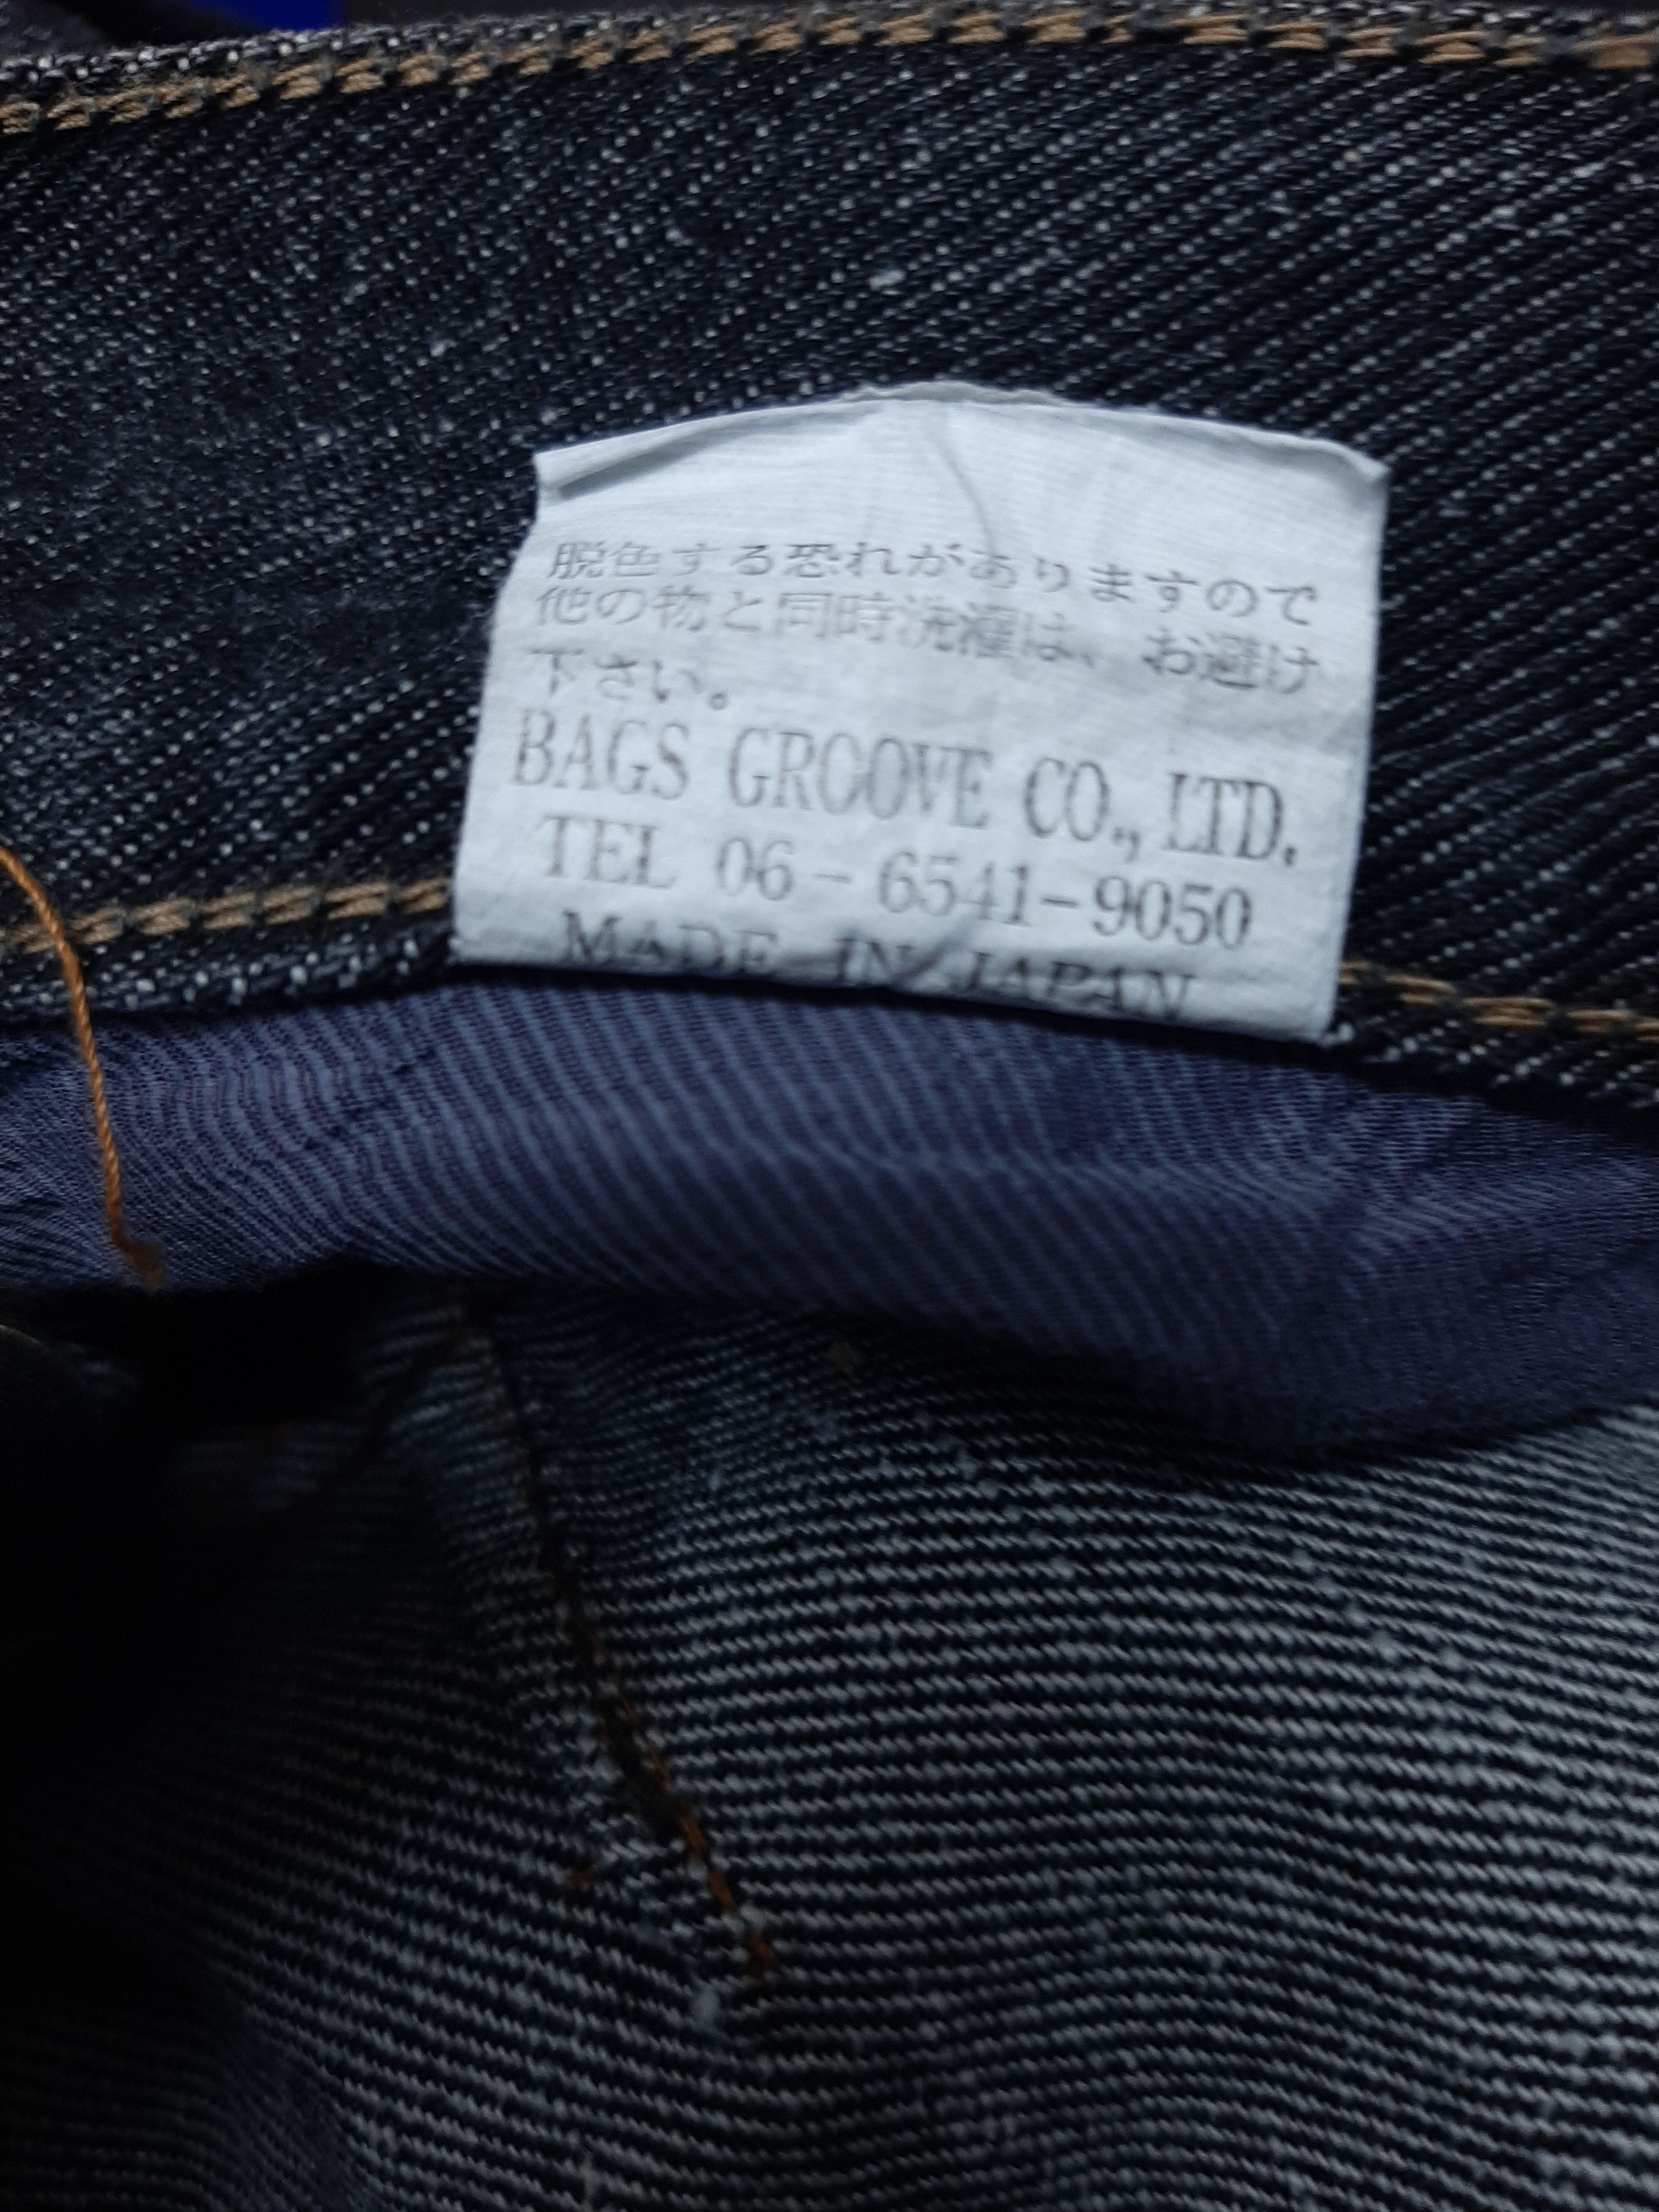 脱色する恐れがありますので
他の物と同時洗濯は、お避け
下さい。
BAGS GROOVE CO., LTD.
TEL 06-6541-9050
MADE IN JAPAN